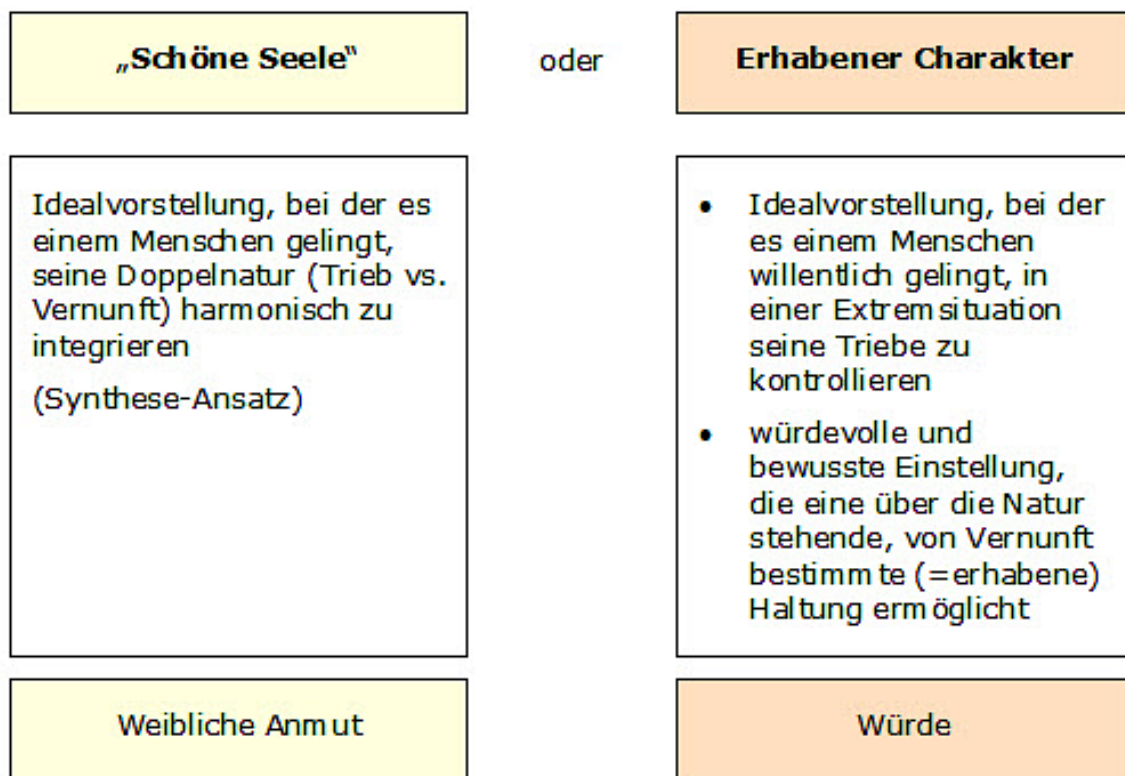 „Schöne Seele“
oder
Erhabener Charakter
Idealvorstellung, bei der es
einem Menschen gelingt,
seine Doppelnatur (Trieb vs.
Vernunft) harmonisch zu
integrieren
(Synthese-Ansatz)
• Idealvorstellung, bei der
es einem Menschen
willentlich gelingt, in
einer Extremsituation
seine Triebe zu
kontrollieren
• würdevolle und
bewusste Einstellung,
die eine über die Natur
stehende, von Vernunft
bestimmte (=erhabene)
Haltung ermöglicht
Weibliche Anmut
Würde